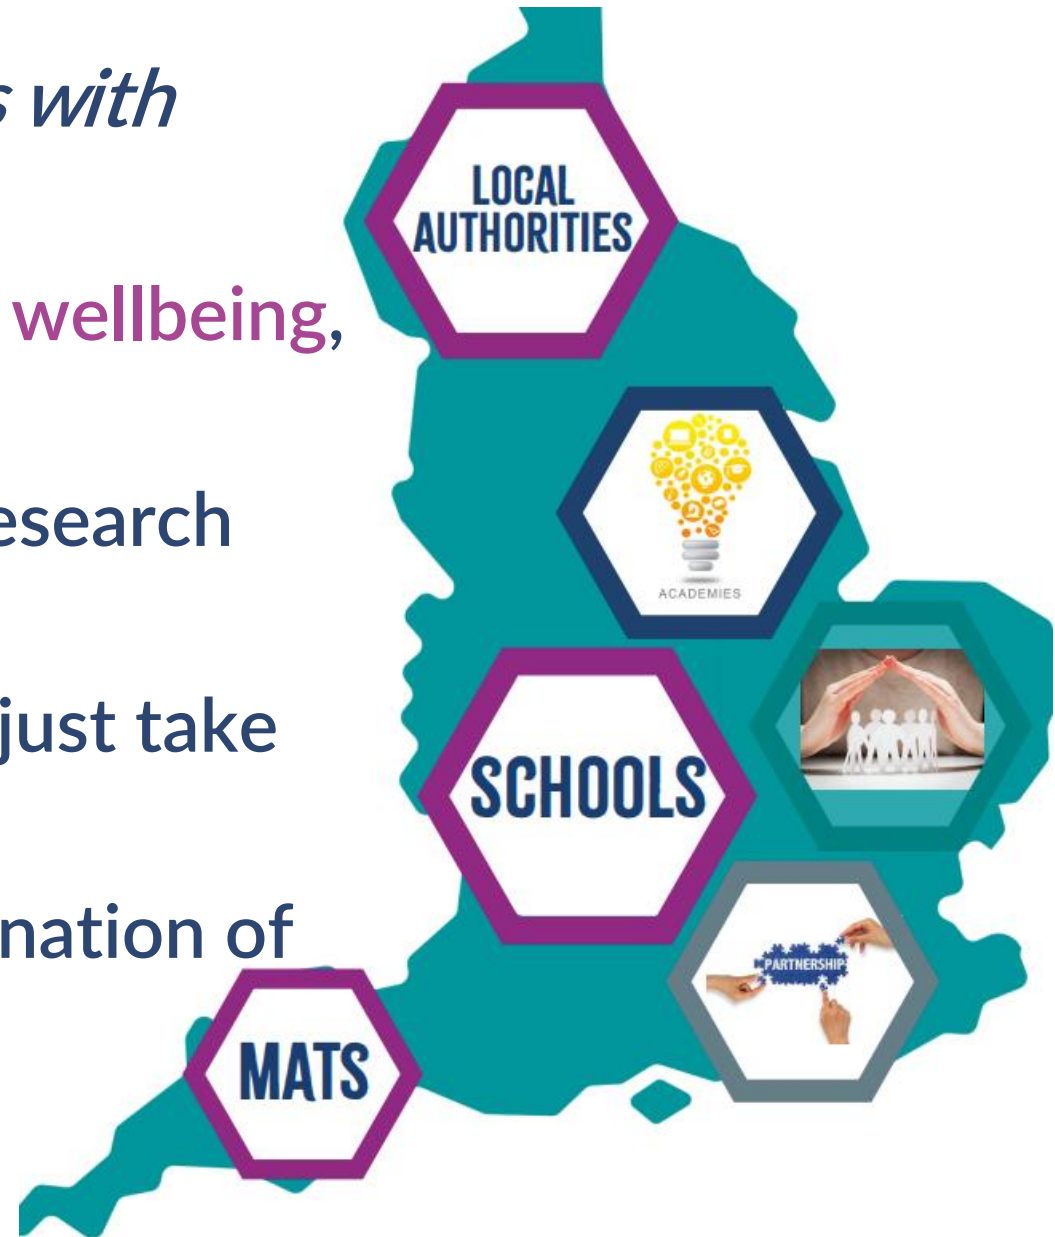 s with
LOCAL
AUTHORITIES
wellbeing,
esearch
ACADEMIES
just take
SCHOOLS
nation of
PARTNERSHIP
MATS